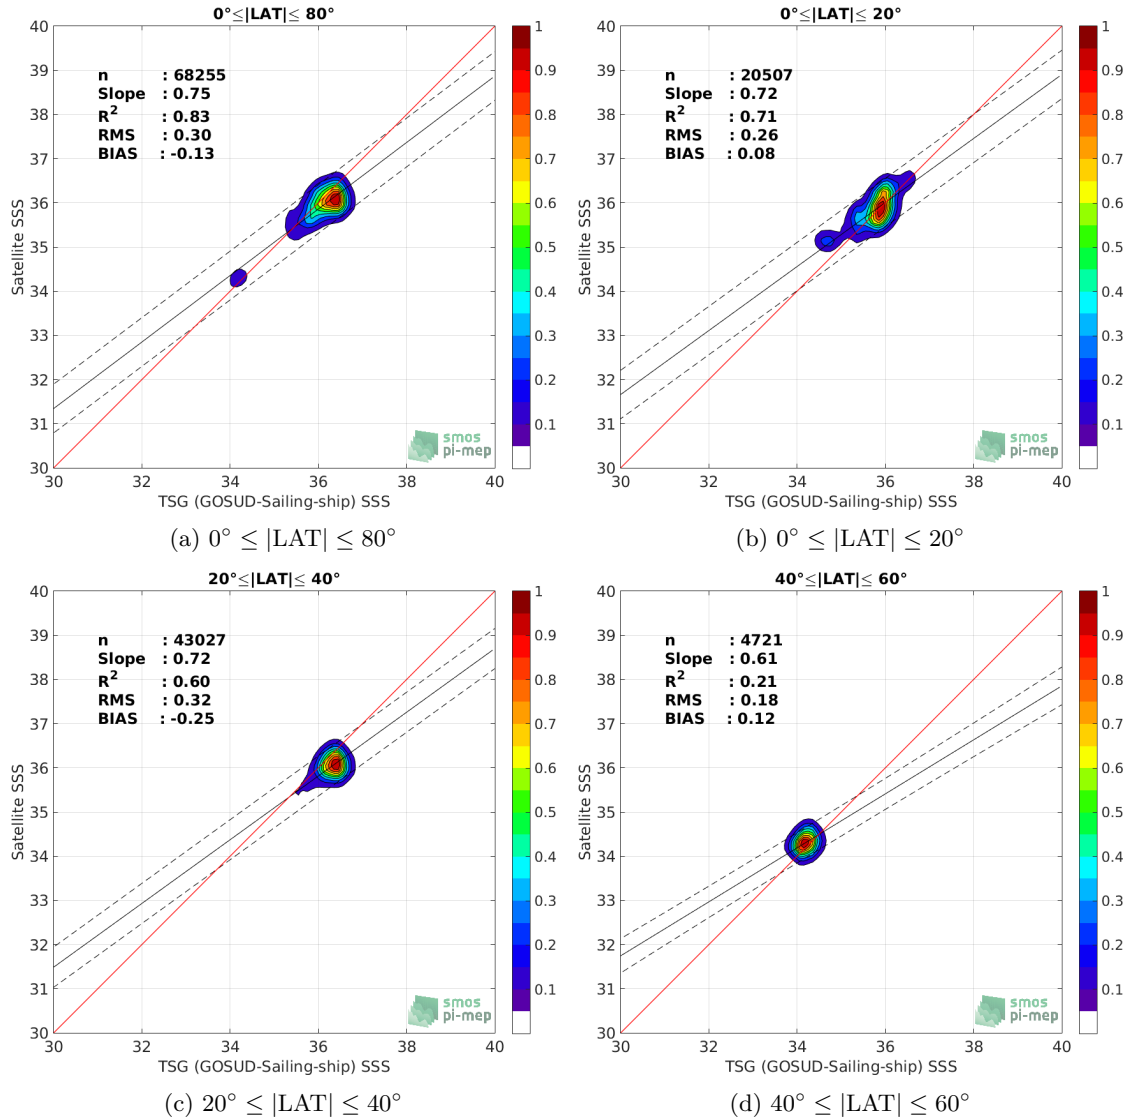 0°≤|LAT|≤ 80°
40
39
38
37
36
35
34
33
32
31
30
Satellite SSS
n : 68255
Slope : 0.75
R² : 0.83
RMS : 0.30
BIAS : -0.13
smos
pi-mep
30 32 34 36 38 40
TSG (GOSUD-Sailing-ship) SSS
1
0.9
0.8
0.7
0.6
0.5
0.4
0.3
0.2
0.1
(a) 0° ≤ |LAT| ≤ 80°
0°≤|LAT|≤ 20°
40
39
38
37
36
35
34
33
32
31
30
Satellite SSS
n : 20507
Slope : 0.72
R² : 0.71
RMS : 0.26
BIAS : 0.08
smos
pi-mep
30 32 34 36 38 40
TSG (GOSUD-Sailing-ship) SSS
1
0.9
0.8
0.7
0.6
0.5
0.4
0.3
0.2
0.1
(b) 0° ≤ |LAT| ≤ 20°
20°≤|LAT|≤ 40°
40
39
38
37
36
35
34
33
32
31
30
Satellite SSS
n : 43027
Slope : 0.72
R² : 0.60
RMS : 0.32
BIAS : -0.25
smos
pi-mep
30 32 34 36 38 40
TSG (GOSUD-Sailing-ship) SSS
1
0.9
0.8
0.7
0.6
0.5
0.4
0.3
0.2
0.1
(c) 20° ≤ |LAT| ≤ 40°
40°≤|LAT|≤ 60°
40
39
38
37
36
35
34
33
32
31
30
Satellite SSS
n : 4721
Slope : 0.61
R² : 0.21
RMS : 0.18
BIAS : 0.12
smos
pi-mep
30 32 34 36 38 40
TSG (GOSUD-Sailing-ship) SSS
1
0.9
0.8
0.7
0.6
0.5
0.4
0.3
0.2
0.1
(d) 40° ≤ |LAT| ≤ 60°